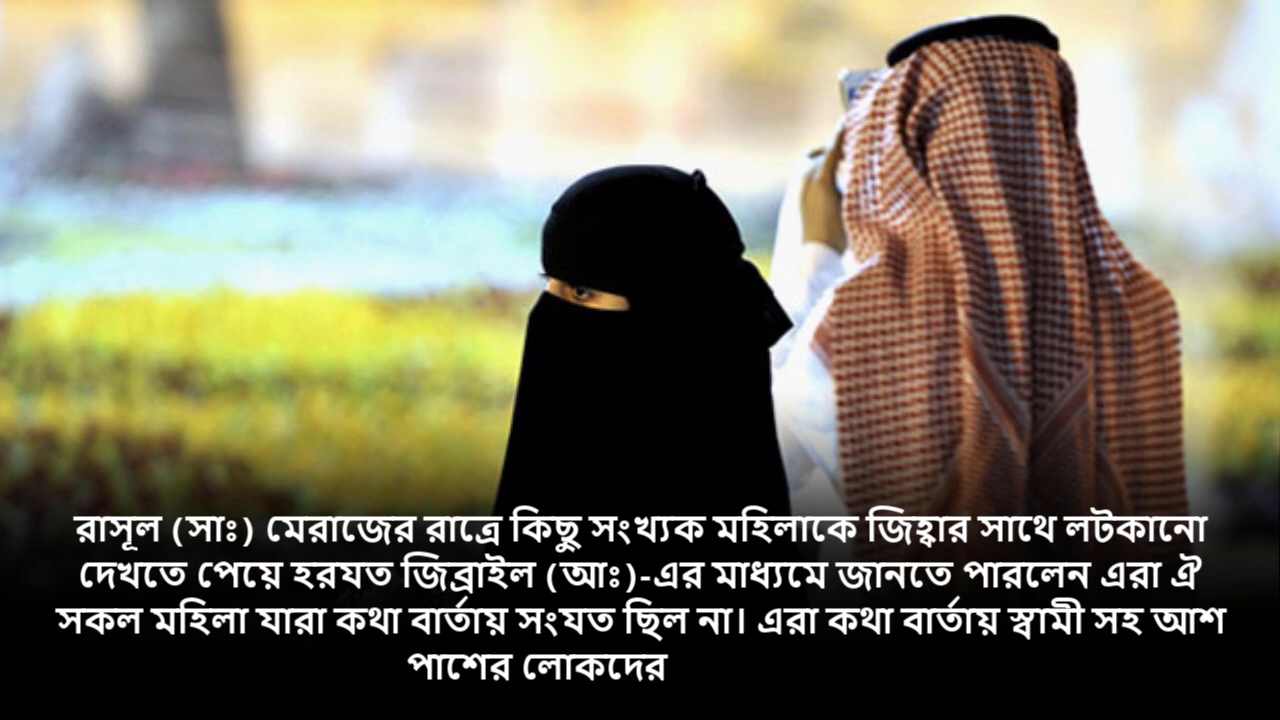 রাসূল (সাঃ) মেরাজের রাত্রে কিছু সংখ্যক মহিলাকে জিহ্বার সাথে লটকানো
দেখতে পেয়ে হরযত জিব্রাইল (আঃ)-এর মাধ্যমে জানতে পারলেন এরা ঐ
সকল মহিলা যারা কথা বার্তায় সংযত ছিল না। এরা কথা বার্তায় স্বামী সহ আশ
পাশের লোকদের